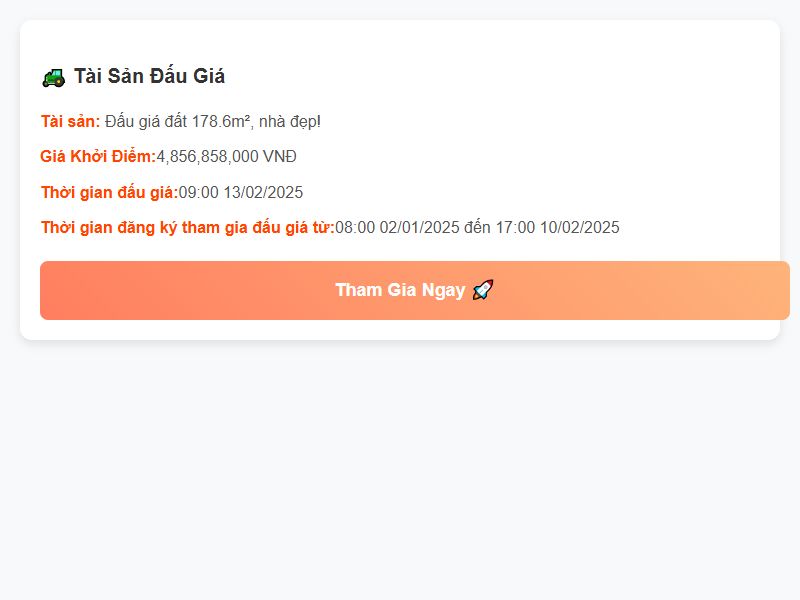 🚜 Tài Sản Đấu Giá
Tài sản: Đấu giá đất 178.6m², nhà đẹp!
Giá Khởi Điểm:4,856,858,000 VNĐ
Thời gian đấu giá:09:00 13/02/2025
Thời gian đăng ký tham gia đấu giá từ:08:00 02/01/2025 đến 17:00 10/02/2025
Tham Gia Ngay 🚀